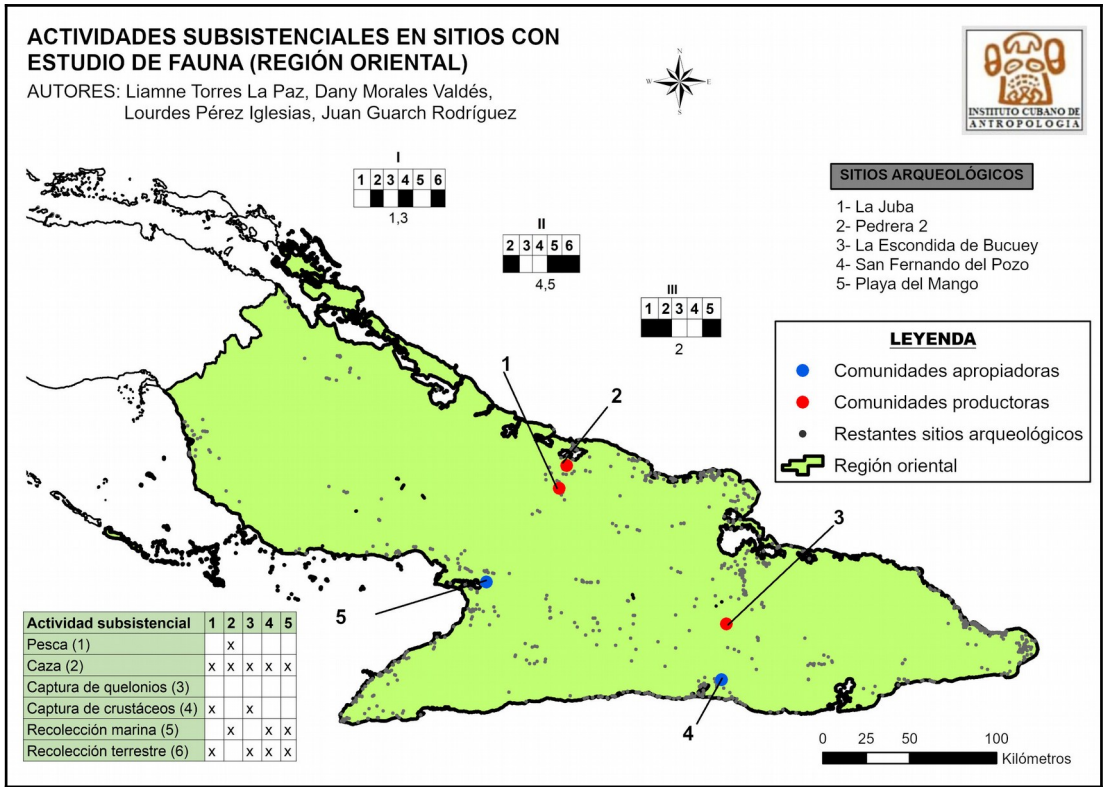 ACTIVIDADES SUBSISTENCIALES EN SITIOS CON
ESTUDIO DE FAUNA (REGIÓN ORIENTAL)
AUTORES: Liamne Torres La Paz, Dany Morales Valdés,
Lourdes Pérez Iglesias, Juan Guarch Rodríguez
N
W E
S
INSTITUTO CUBANO DE
ANTROPOLOGIA
I
1 2 3 4 5 6
1,3
II
2 3 4 5 6
4,5
III
1 2 3 4 5
2
SITIOS ARQUEOLÓGICOS
1- La Juba
2- Pedrera 2
3- La Escondida de Bucuey
4- San Fernando del Pozo
5- Playa del Mango
LEYENDA
Comunidades apropiadoras
Comunidades productoras
Restantes sitios arqueológicos
Región oriental
1
2
3
5
4
Actividad subsistencial 1 2 3 4 5
Pesca (1) x
Caza (2) x x x x x
Captura de quelonios (3)
Captura de crustáceos (4) x x
Recolección marina (5) x x x
Recolección terrestre (6) x x x x
0 25 50 100
Kilómetros